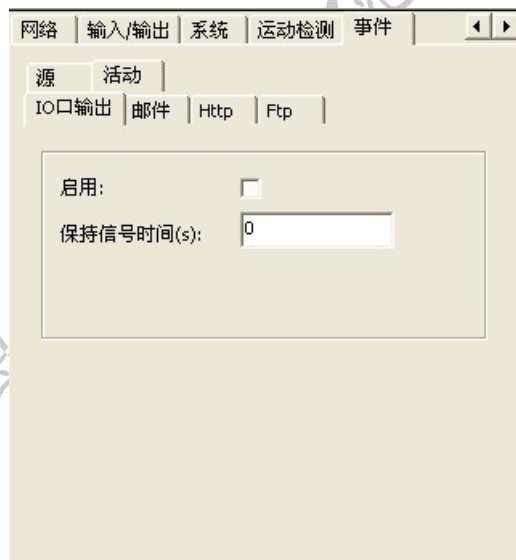 网络 输入/输出 系统 运动检测 事件
源 活动
IO口输出 邮件 Http Ftp
启用:
保持信号时间(s): 0